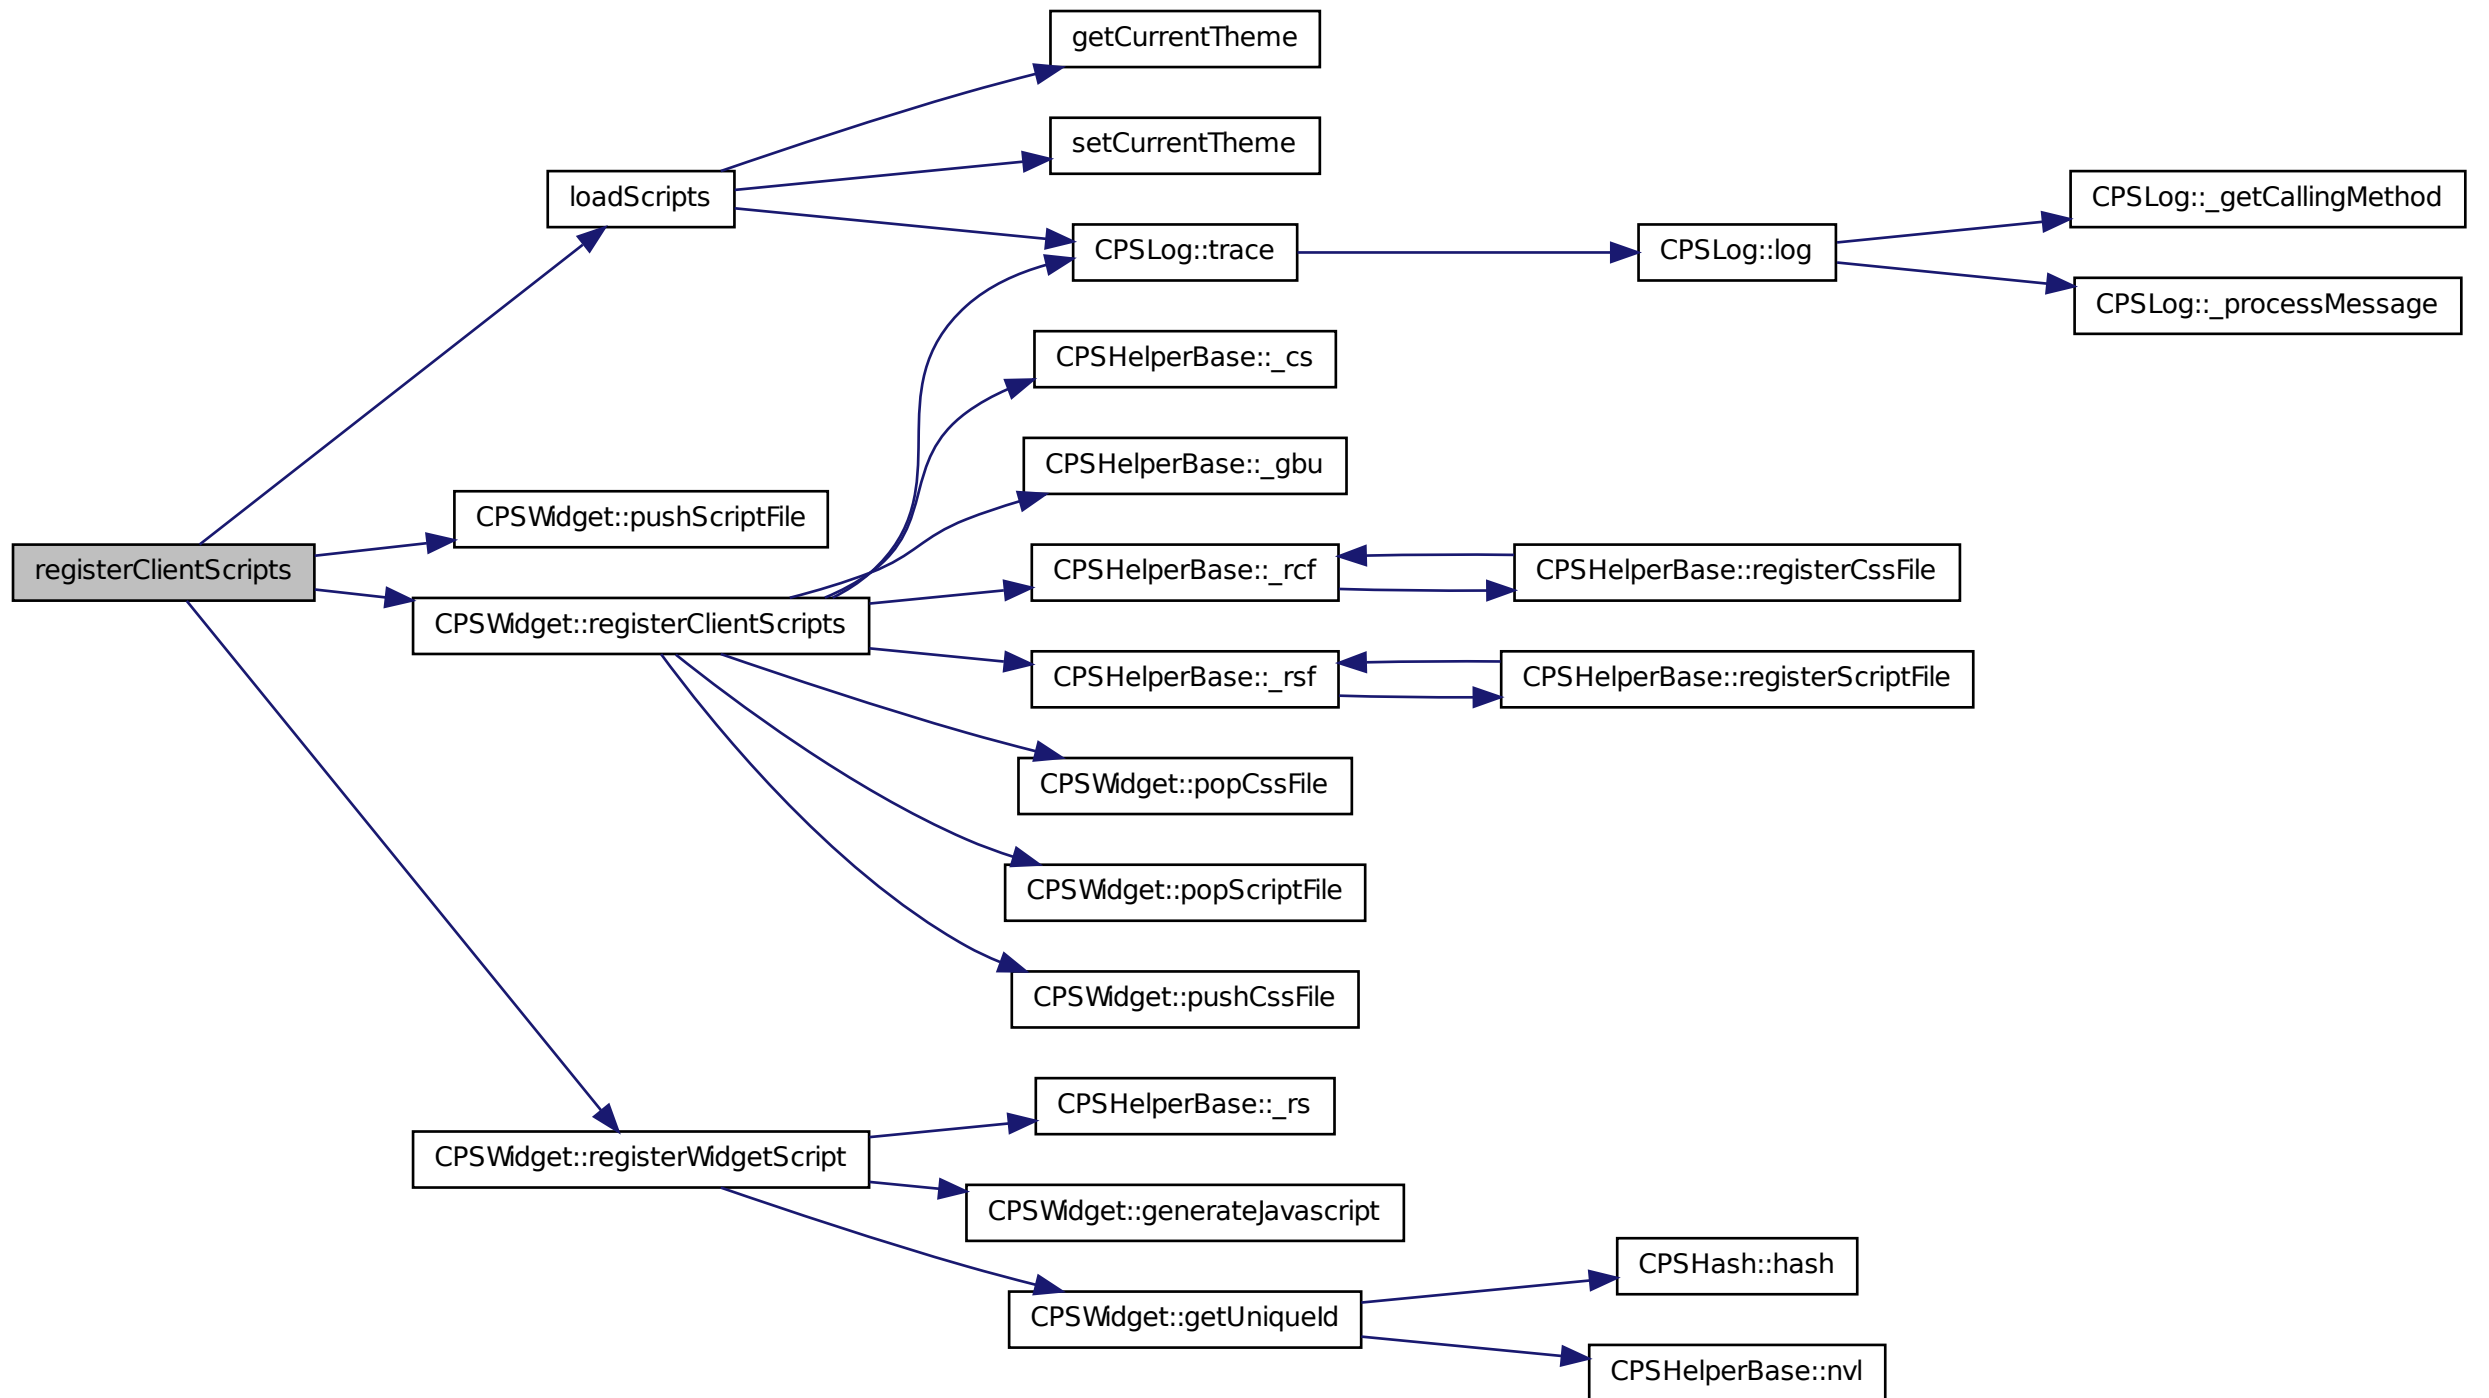 getCurrentTheme
setCurrentTheme
loadScripts
CPSLog::_getCallingMethod
CPSLog::trace
CPSLog::log
CPSLog::_processMessage
CPSHelperBase::_cs
CPSHelperBase::_gbu
CPSWidget::pushScriptFile
registerClientScripts
CPSHelperBase::_rcf
CPSHelperBase::registerCssFile
CPSWidget::registerClientScripts
CPSHelperBase::_rsf
CPSHelperBase::registerScriptFile
CPSWidget::popCssFile
CPSWidget::popScriptFile
CPSWidget::pushCssFile
CPSHelperBase::_rs
CPSWidget::registerWidgetScript
CPSWidget::generateJavascript
CPSHash::hash
CPSWidget::getUniqueId
CPSHelperBase::nvl